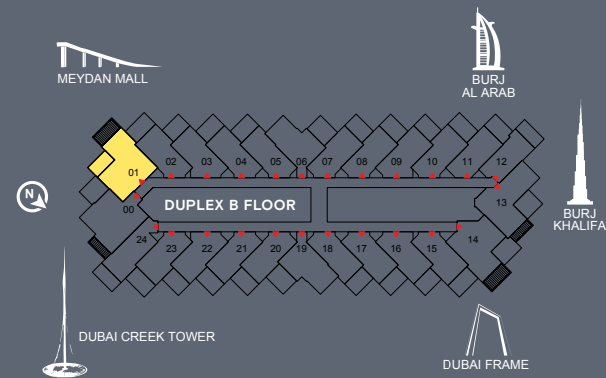 MEYDAN MALL
BURJ
AL ARAB
01
02
03
04
05
06
07
08
09
10
11
12
N
00
DUPLEX B FLOOR
13
BURJ
KHALIFA
24
23
22
21
20
19
18
17
16
15
14
DUBAI CREEK TOWER
DUBAI FRAME